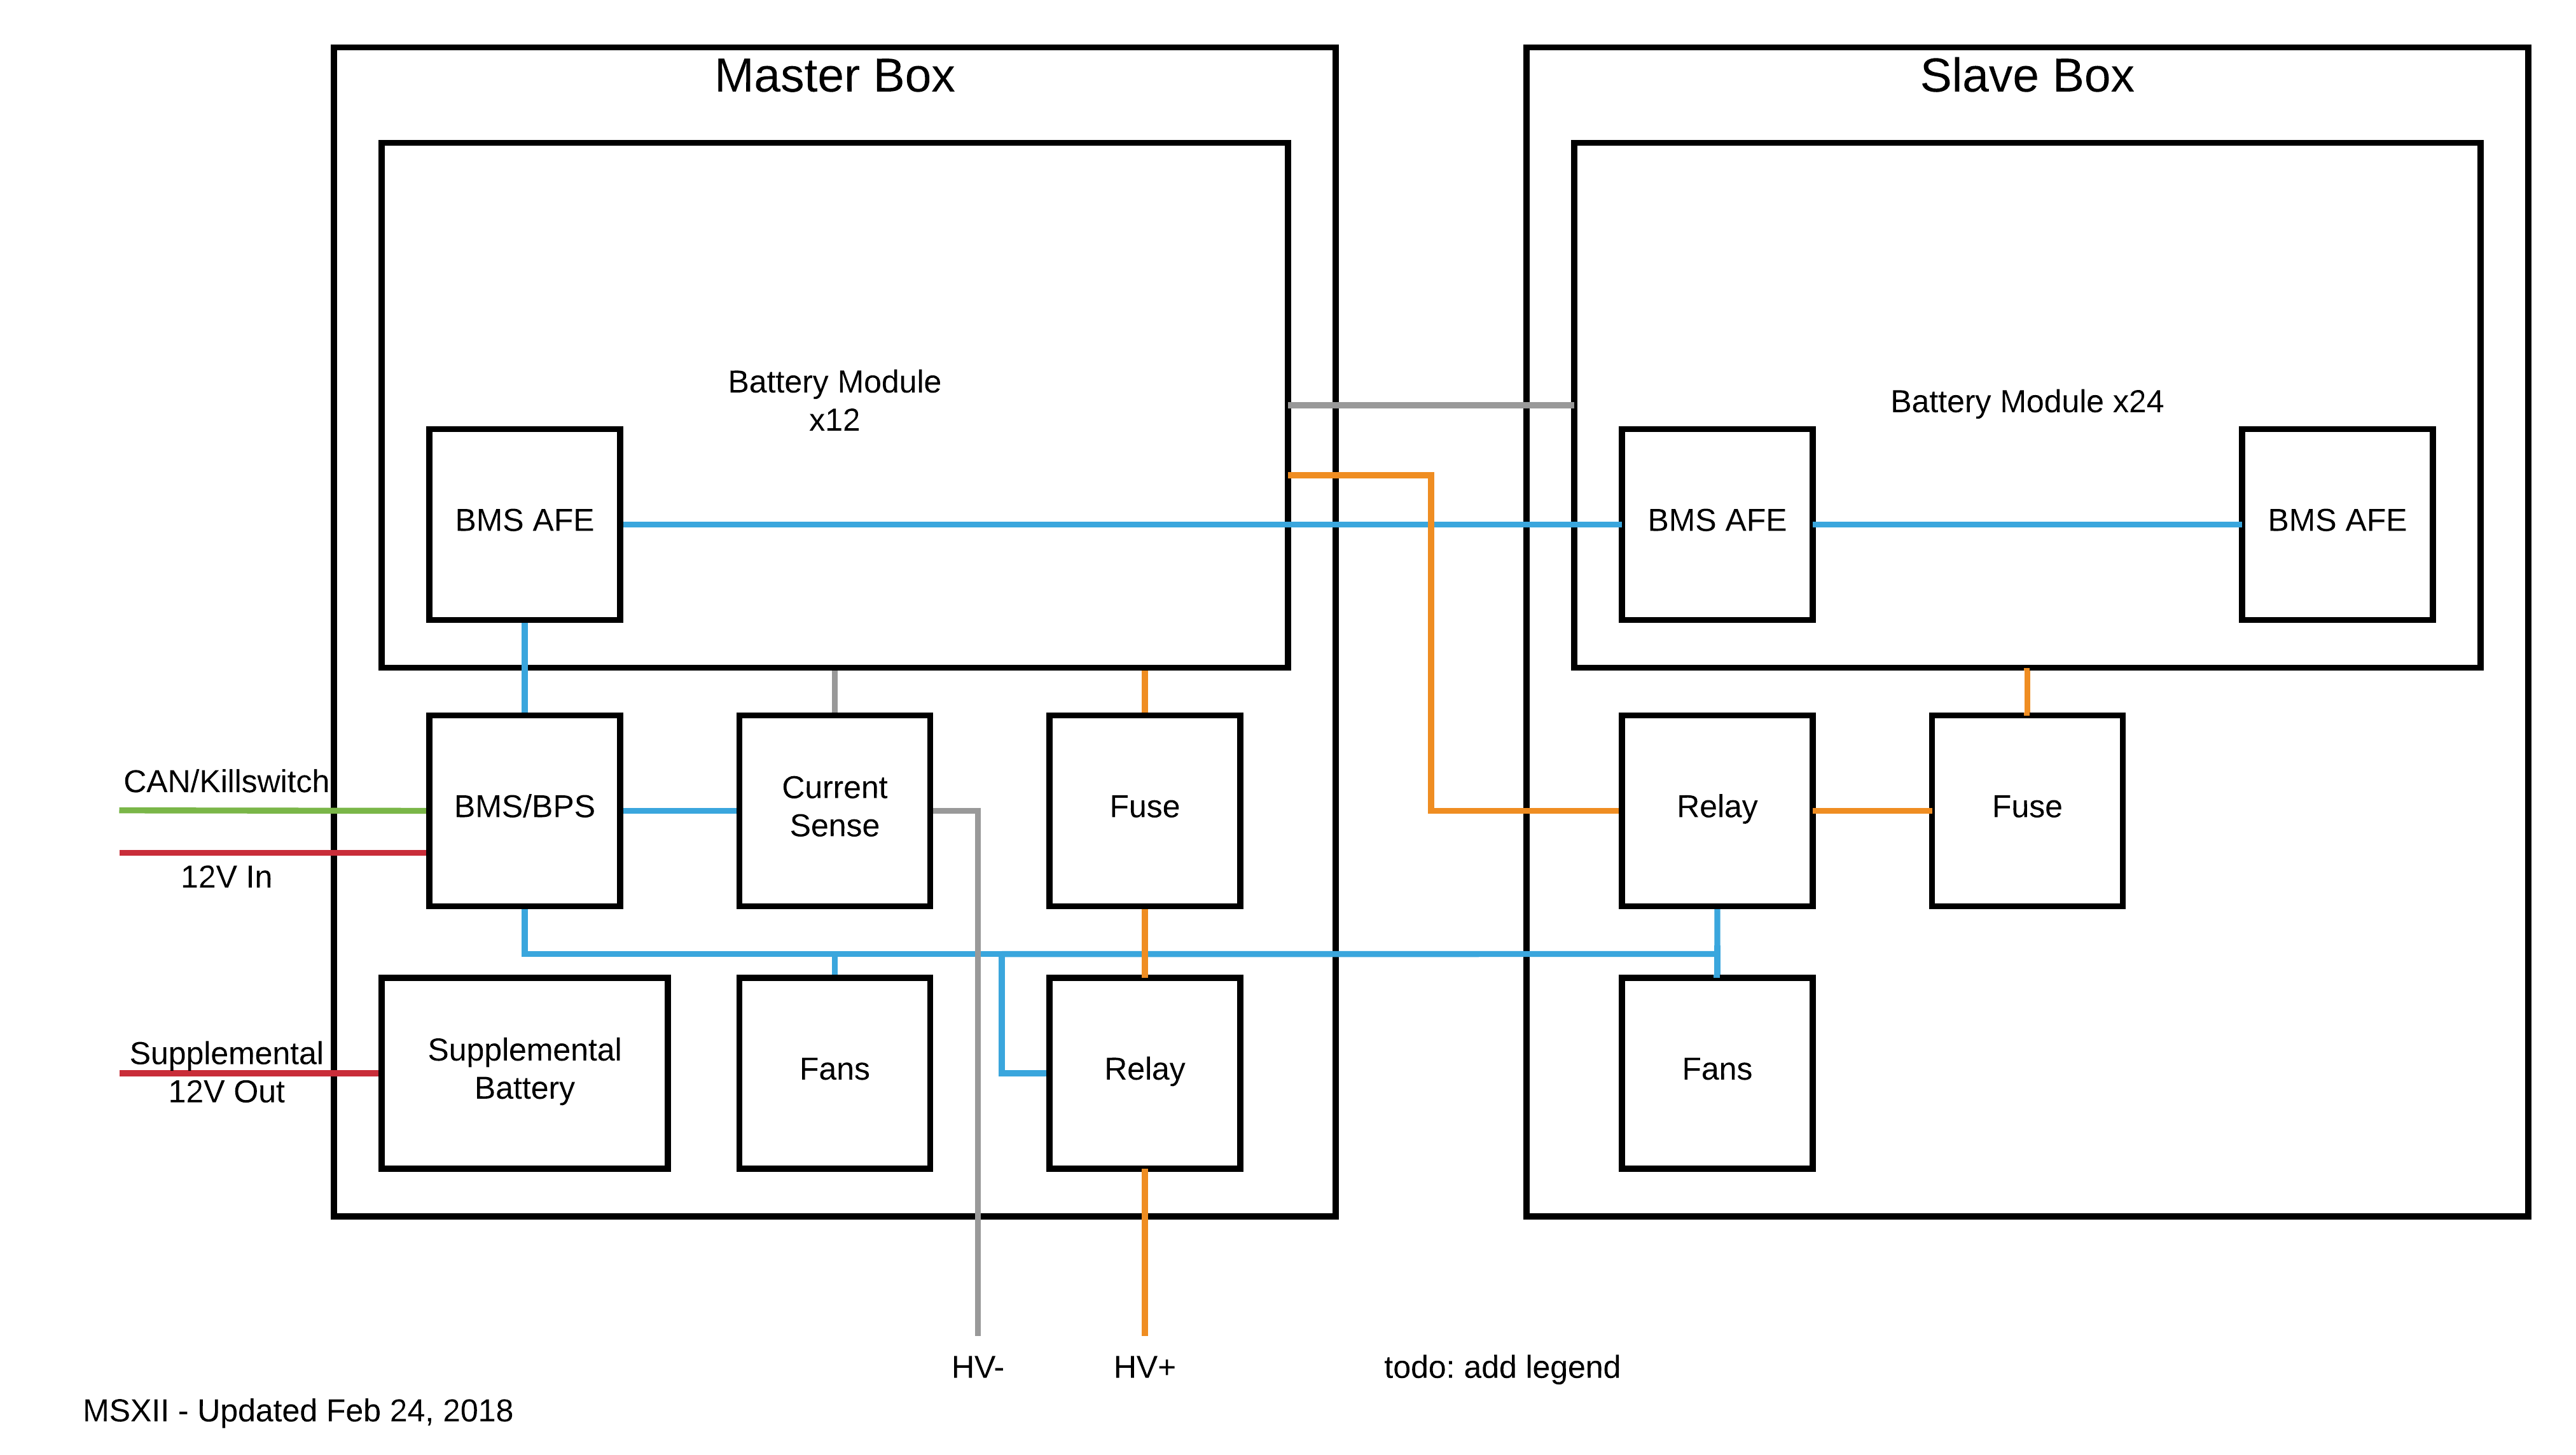 Master Box
Slave Box
Battery Module
x12
Battery Module x24
BMS AFE
BMS AFE
BMS AFE
CAN/Killswitch
BMS/BPS
Current
Sense
Fuse
Relay
Fuse
12V In
Supplemental
12V Out
Supplemental
Battery
Fans
Relay
Fans
HV-
HV+
todo: add legend
MSXII - Updated Feb 24, 2018